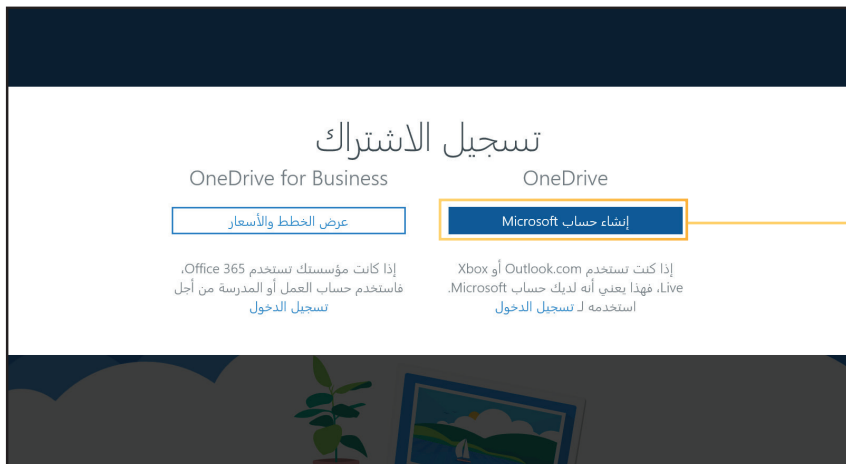 تسجيل الاشتراك
OneDrive
إنشاء حساب Microsoft
إذا كنت تستخدم Outlook.com أو Xbox
Live، فهذا يعني أنه لديك حساب Microsoft.
استخدمه لـ تسجيل الدخول
OneDrive for Business
عرض الخطط والأسعار
إذا كانت مؤسستك تستخدم Office 365،
فاستخدم حساب العمل أو المدرسة من أجل
تسجيل الدخول